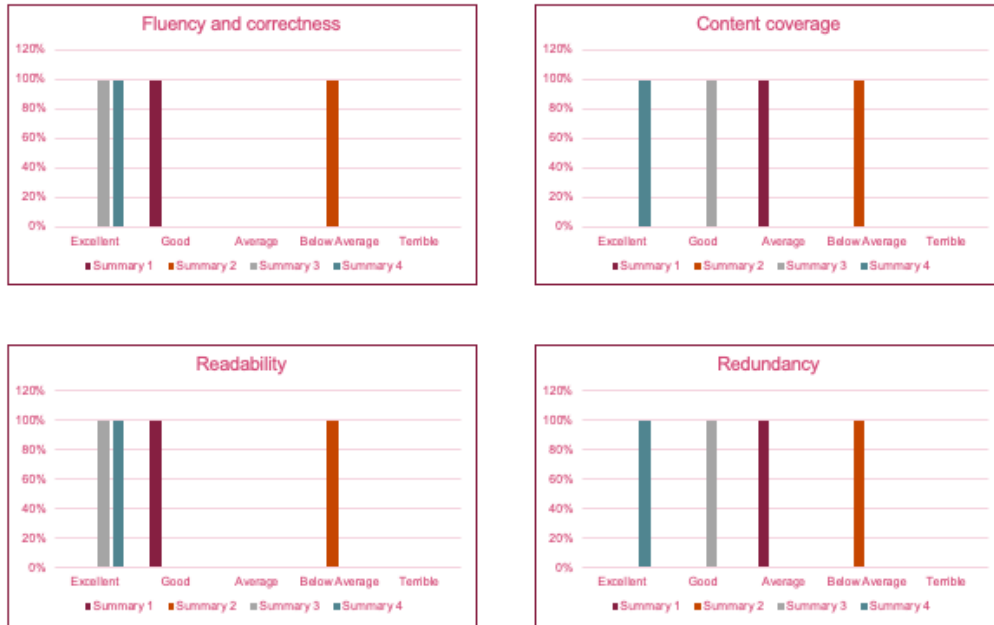 Fluency and correctness
120%
100%
80%
60%
40%
20%
0%
Excellent Good Average Below Average Terrible
Summary 1 Summary 2 Summary 3 Summary 4
Content coverage
120%
100%
80%
60%
40%
20%
0%
Excellent Good Average Below Average Terrible
Summary 1 Summary 2 Summary 3 Summary 4
Readability
120%
100%
80%
60%
40%
20%
0%
Excellent Good Average Below Average Terrible
Summary 1 Summary 2 Summary 3 Summary 4
Redundancy
120%
100%
80%
60%
40%
20%
0%
Excellent Good Average Below Average Terrible
Summary 1 Summary 2 Summary 3 Summary 4